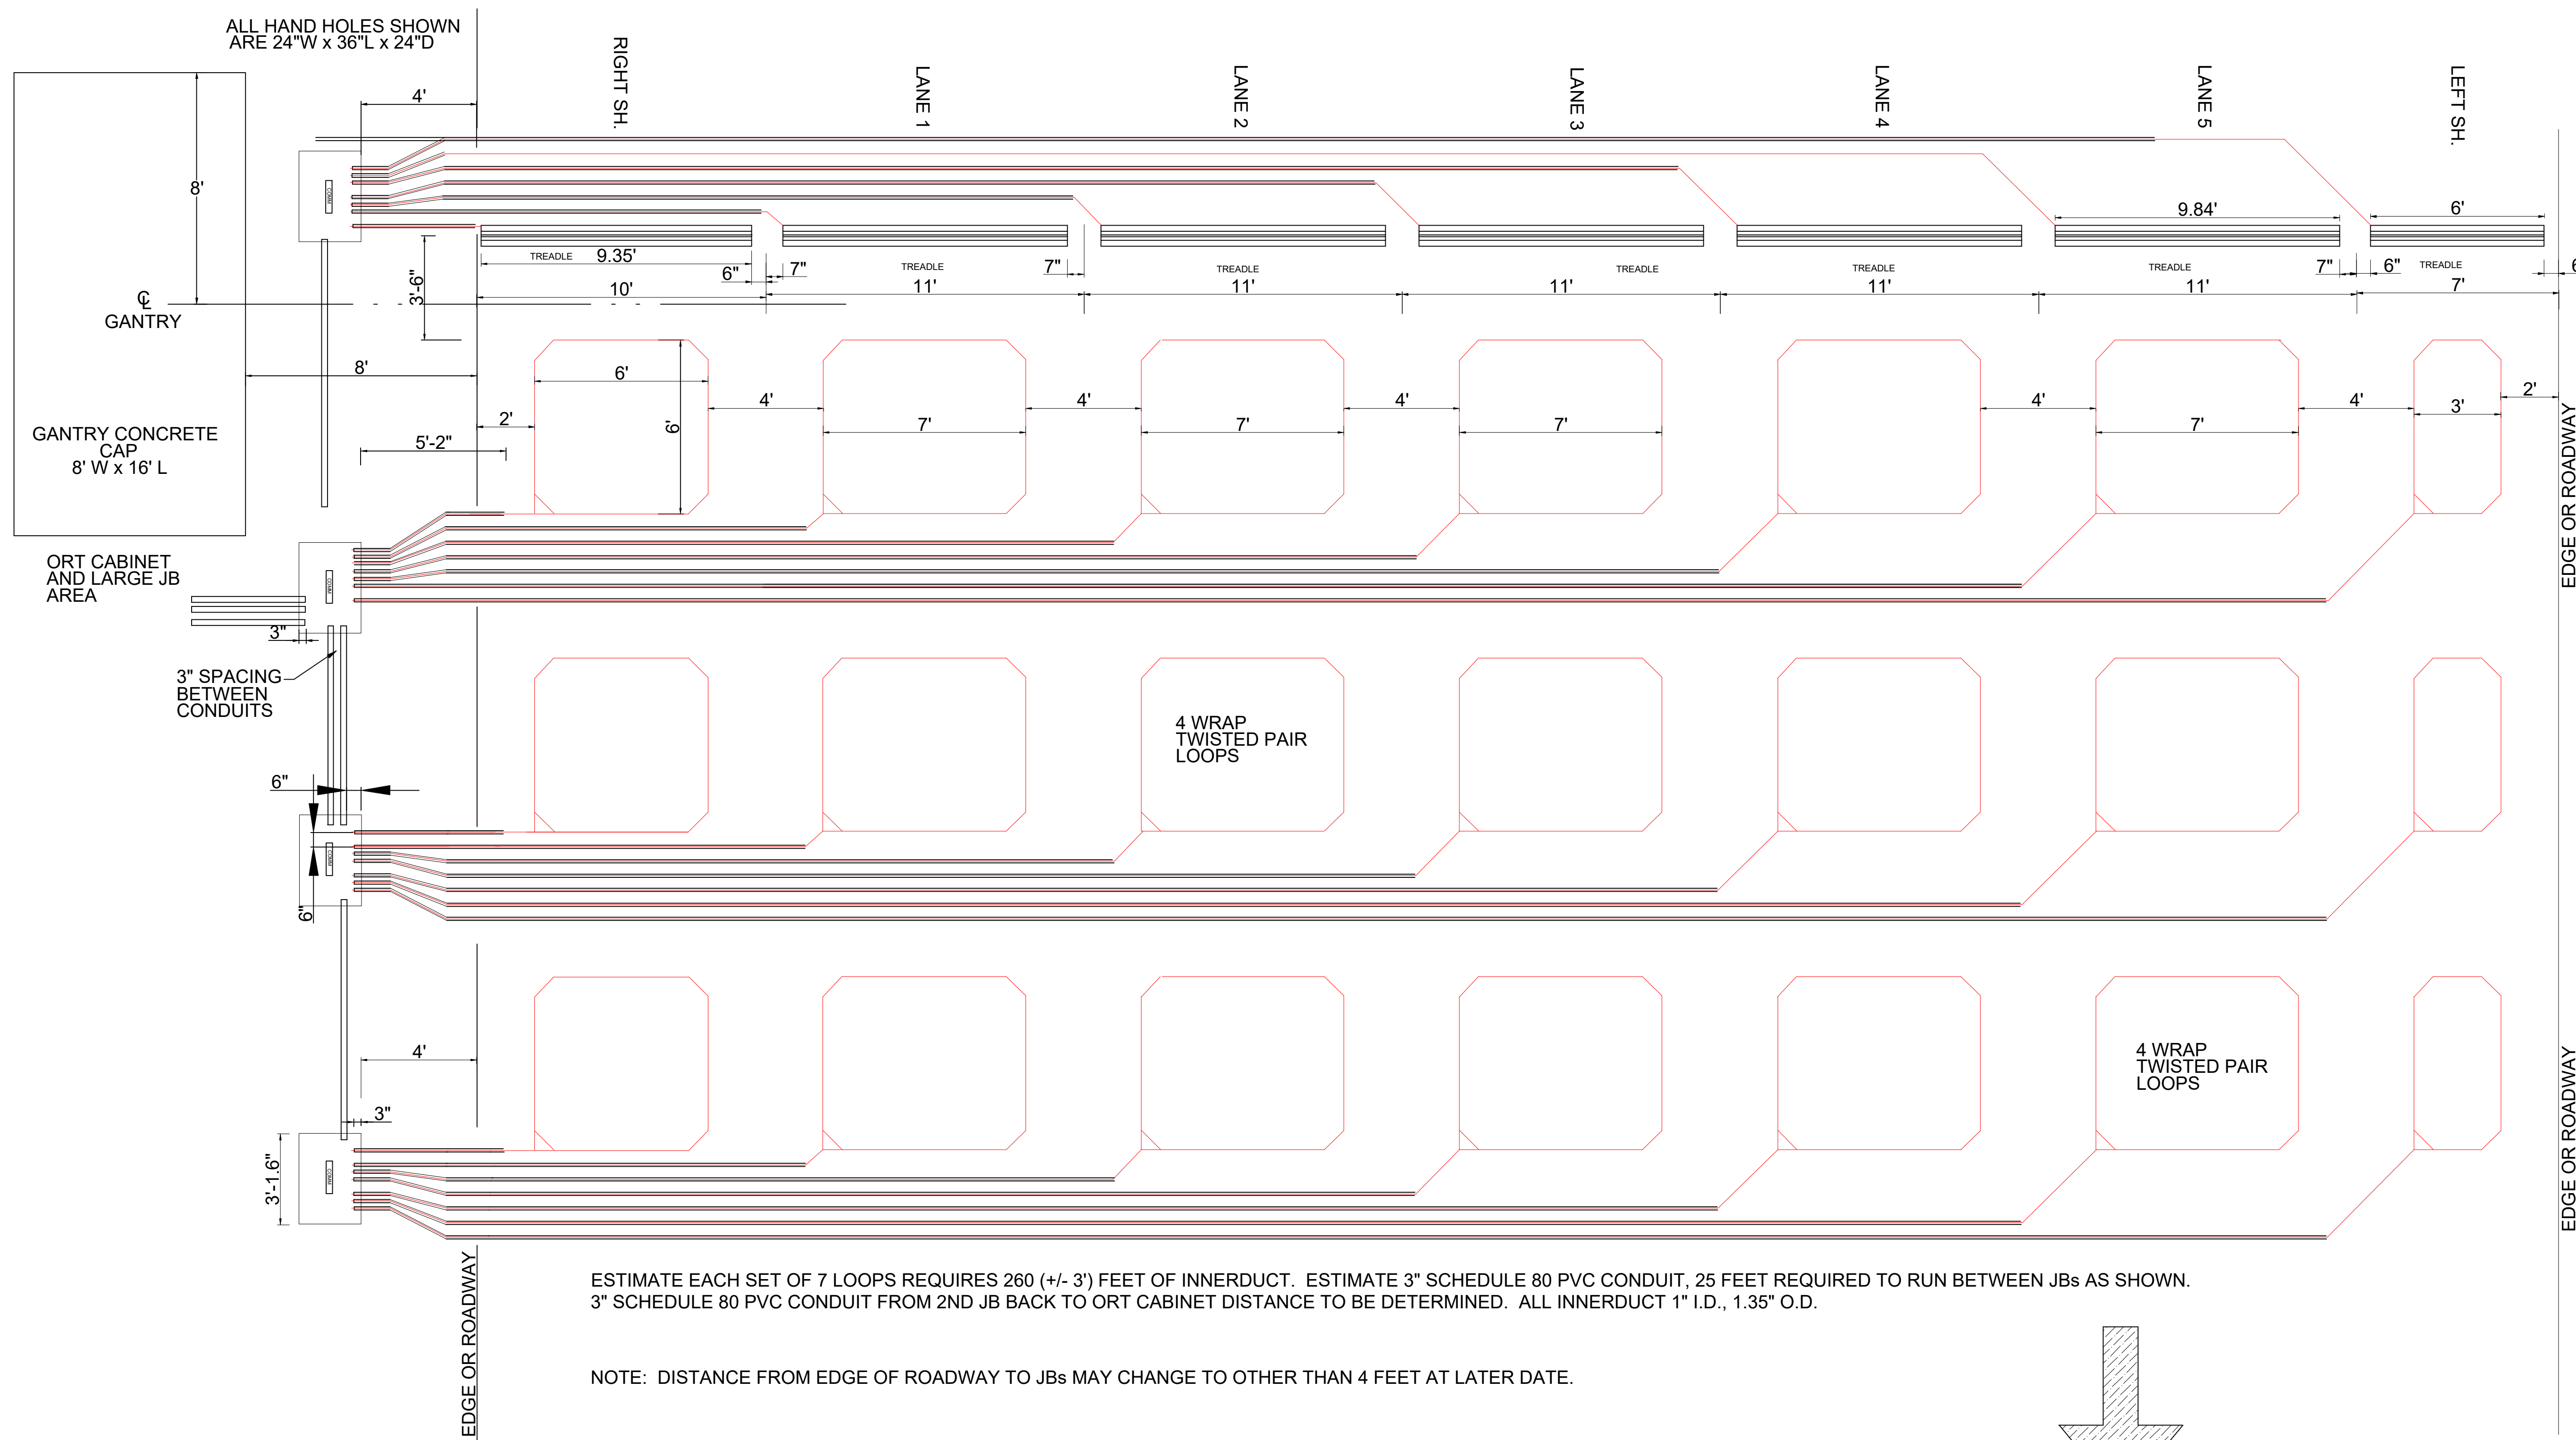 ALL HAND HOLES SHOWN
ARE 24"W x 36"L x 24"D
RIGHT SH.
LANE 1
LANE 2
LANE 3
LANE 4
LANE 5
LEFT SH.
4'
8'
COMM
9.84'
6'
TREADLE
9.35'
6"
7"
TREADLE
7"
TREADLE
TREADLE
TREADLE
TREADLE
7"
6"
TREADLE
3'-6"
10'
11'
11'
11'
11'
11'
7'
CL
GANTRY
8'
6'
6'
2'
4'
7'
4'
7'
4'
7'
4'
7'
4'
3'
2'
5'-2"
GANTRY CONCRETE
CAP
8' W x 16' L
EDGE OR ROADWAY
ORT CABINET
AND LARGE JB
AREA
COMM
3"
3" SPACING
BETWEEN
CONDUITS
4 WRAP
TWISTED PAIR
LOOPS
6"
COMM
6"
4'
4 WRAP
TWISTED PAIR
LOOPS
EDGE OR ROADWAY
3"
3'-1.6"
COMM
EDGE OR ROADWAY
ESTIMATE EACH SET OF 7 LOOPS REQUIRES 260 (+/- 3') FEET OF INNERDUCT.  ESTIMATE 3" SCHEDULE 80 PVC CONDUIT, 25 FEET REQUIRED TO RUN BETWEEN JBs AS SHOWN.
3" SCHEDULE 80 PVC CONDUIT FROM 2ND JB BACK TO ORT CABINET DISTANCE TO BE DETERMINED.  ALL INNERDUCT 1" I.D., 1.35" O.D.
NOTE:  DISTANCE FROM EDGE OF ROADWAY TO JBs MAY CHANGE TO OTHER THAN 4 FEET AT LATER DATE.